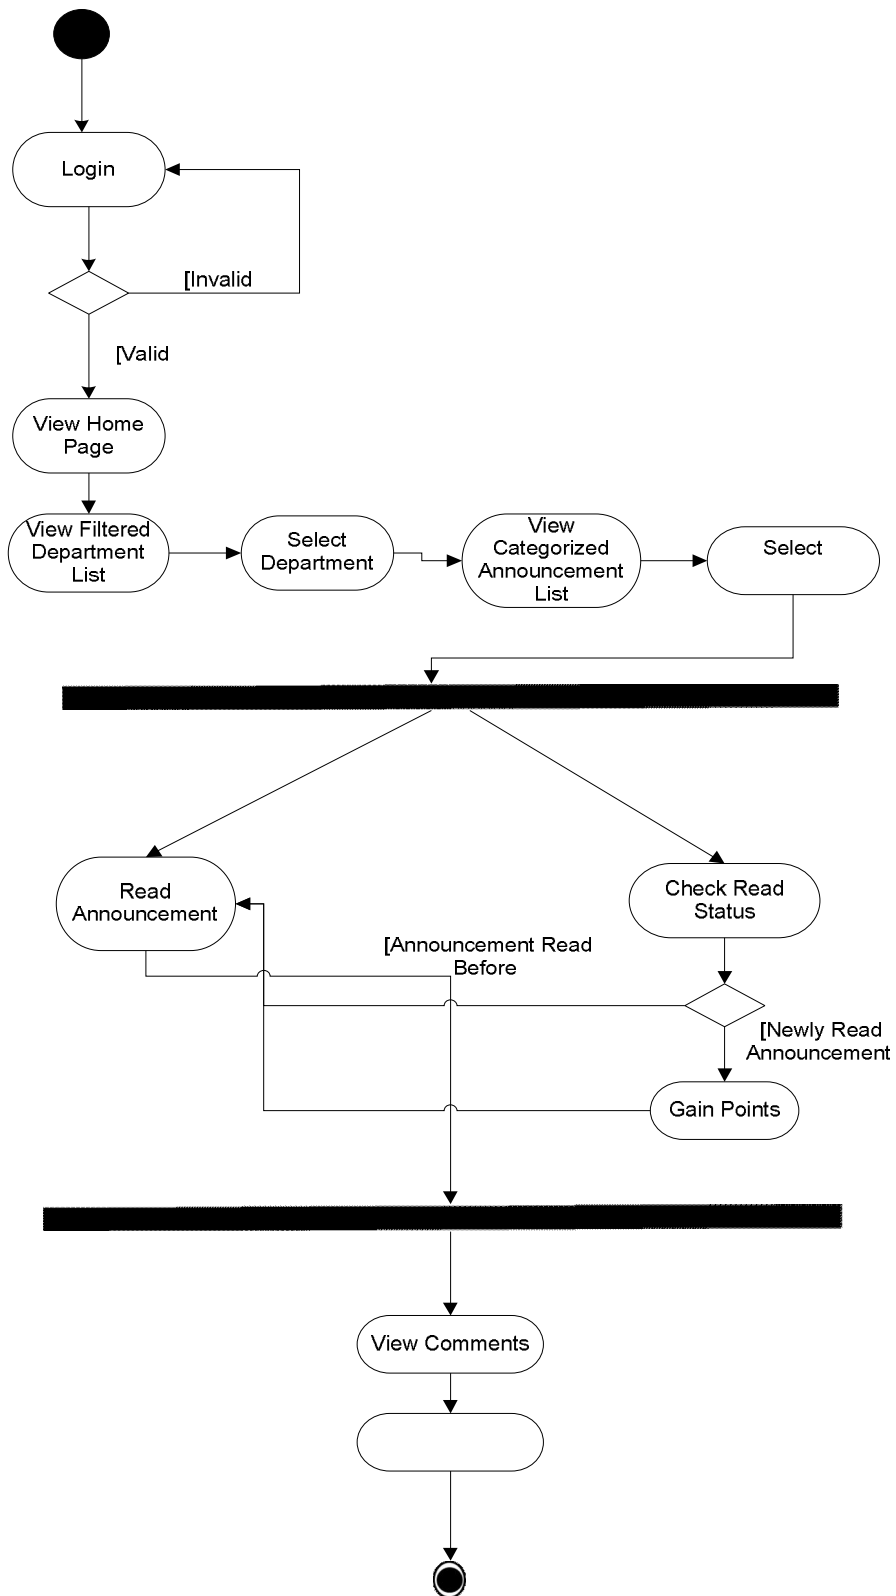 Login
[Invalid
[Valid
View Home
Page
View Filtered
Department
List
Select
Department
View
Categorized
Announcement
List
Select
Read
Announcement
Check Read
Status
[Announcement Read
Before
[Newly Read
Announcement
Gain Points
View Comments